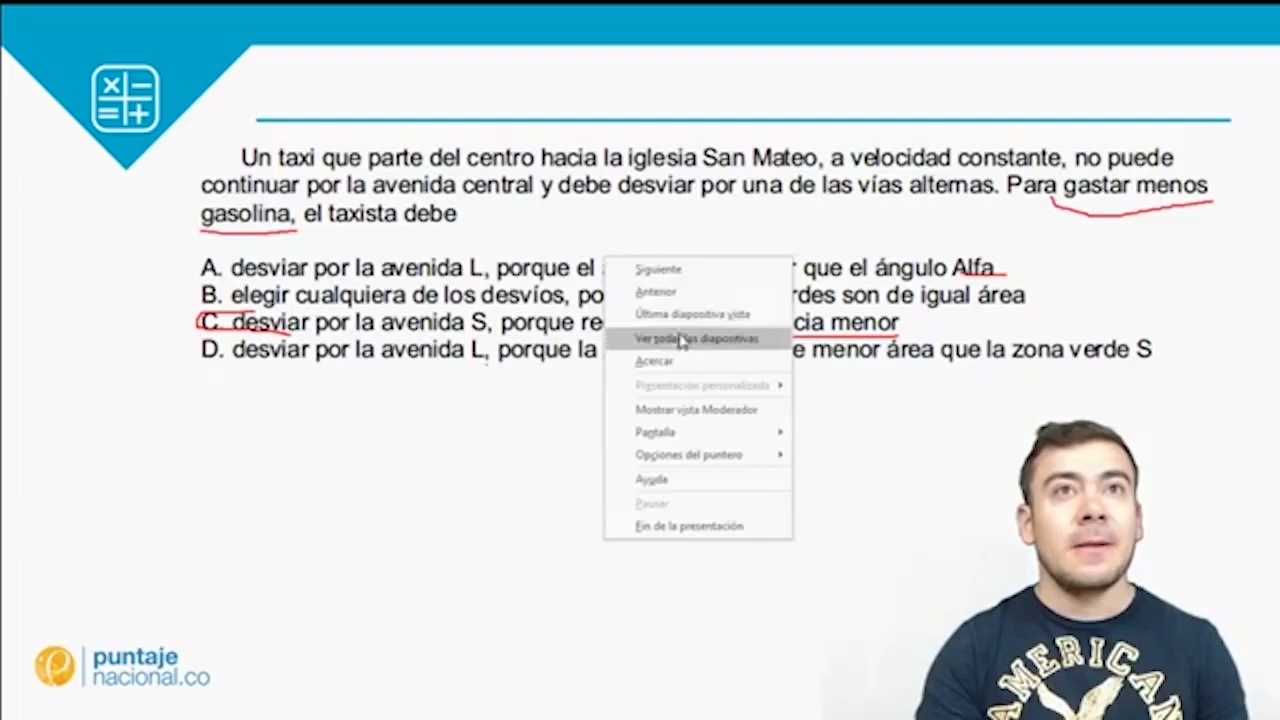 Un taxi que parte del centro hacia la iglesia San Mateo, a velocidad constante, no puede
continuar por la avenida central y debe desviar por una de las vías alternas. Para gastar menos
gasolina, el taxista debe
A. desviar por la avenida L, porque el que el ángulo Alfa
B. elegir cualquiera de los desvíos, po rdes son de igual área
C. desviar por la avenida S, porque re cia menor
D. desviar por la avenida L, porque la e menor área que la zona verde S
Siguiente
Anterior
Última diapositiva vista
Ver todas las diapositivas
Acercar
Presentación personalizada
Mostrar vista Moderador
Pantalla
Opciones del puntero
Ayuda
Pausar
Fin de la presentación
AMERICAN
puntaje
nacional.co